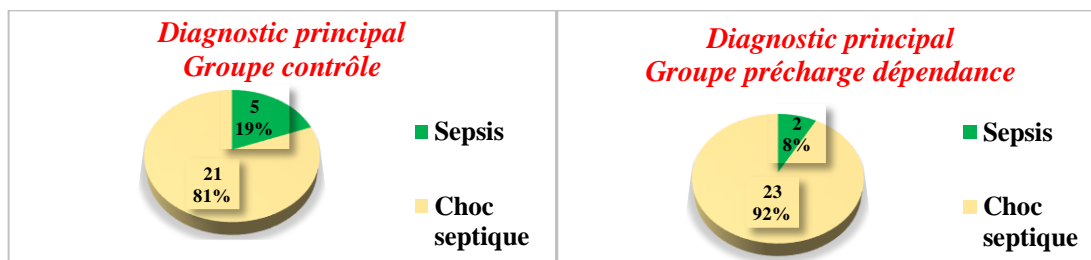 Diagnostic principal
Groupe contrôle
5
19%
21
81%
Sepsis
Choc
septique
Diagnostic principal
Groupe précharge dépendance
2
8%
23
92%
Sepsis
Choc
septique